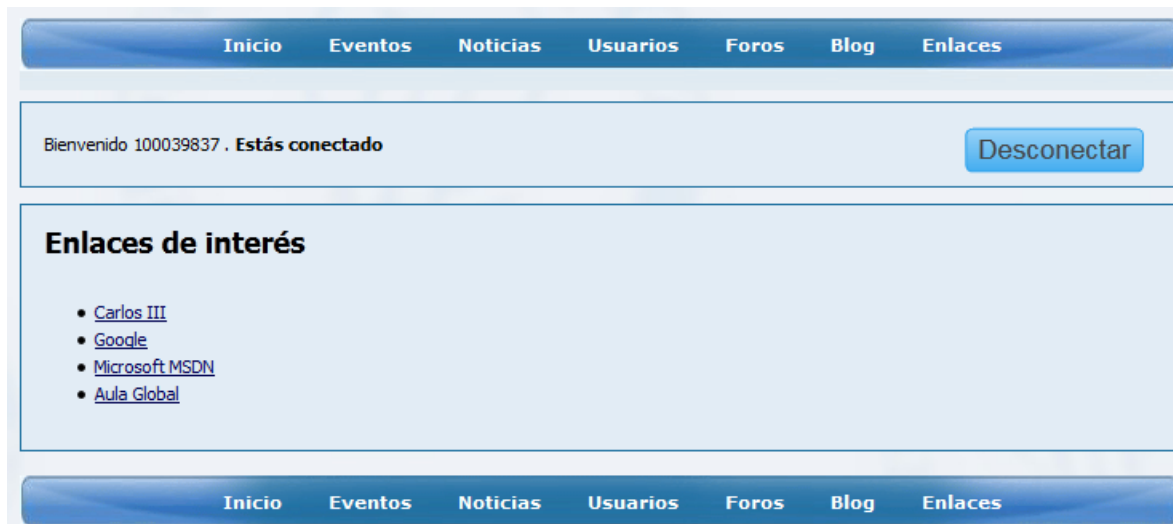 Inicio Eventos Noticias Usuarios Foros Blog Enlaces
Bienvenido 100039837 . Estás conectado
Desconectar
Enlaces de interés
Carlos III
Google
Microsoft MSDN
Aula Global
Inicio Eventos Noticias Usuarios Foros Blog Enlaces